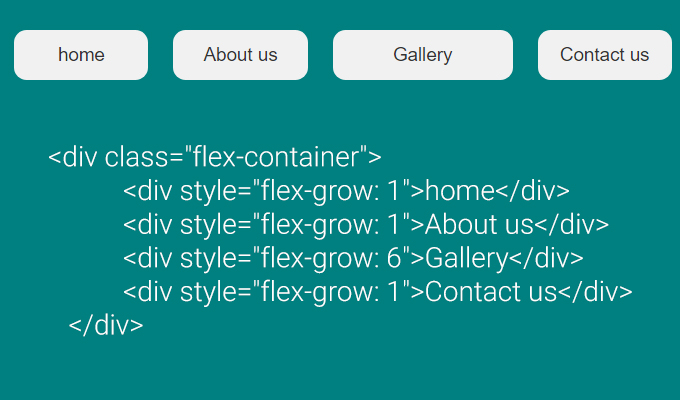 home About us Gallery Contact us
<div class="flex-container">
<div style="flex-grow: 1">home</div>
<div style="flex-grow: 1">About us</div>
<div style="flex-grow: 6">Gallery</div>
<div style="flex-grow: 1">Contact us</div>
</div>